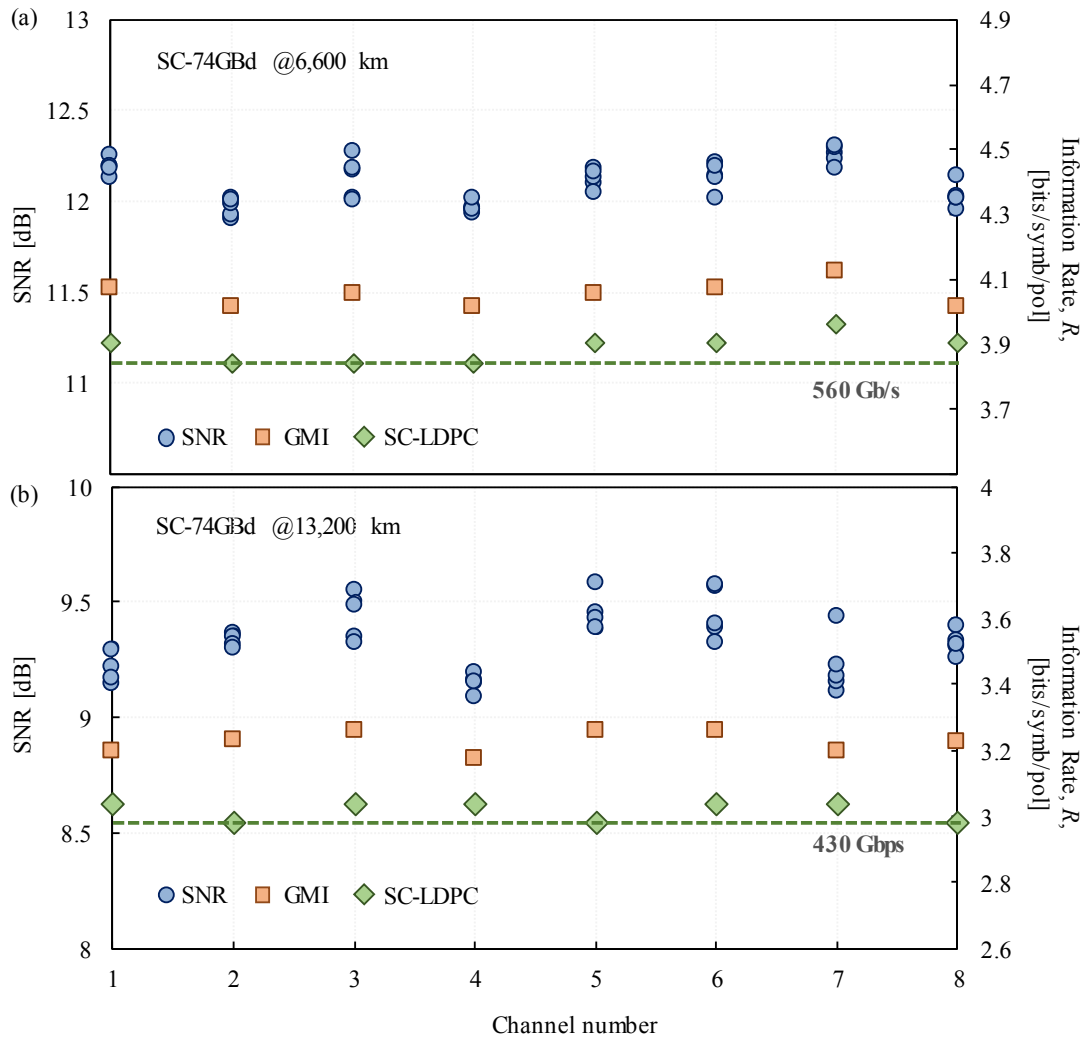 (a)
SC-74GBd @6,600 km
13
12.5
12
11.5
11
SNR [dB]
4.9
4.7
4.5
4.3
4.1
3.9
3.7
Information Rate, R,
[bits/symb/pol]
560 Gb/s
SNR GMI SC-LDPC
(b)
SC-74GBd @13,200 km
10
9.5
9
8.5
8
SNR [dB]
4
3.8
3.6
3.4
3.2
3
2.8
2.6
Information Rate, R,
[bits/symb/pol]
430 Gbps
SNR GMI SC-LDPC
1 2 3 4 5 6 7 8
Channel number